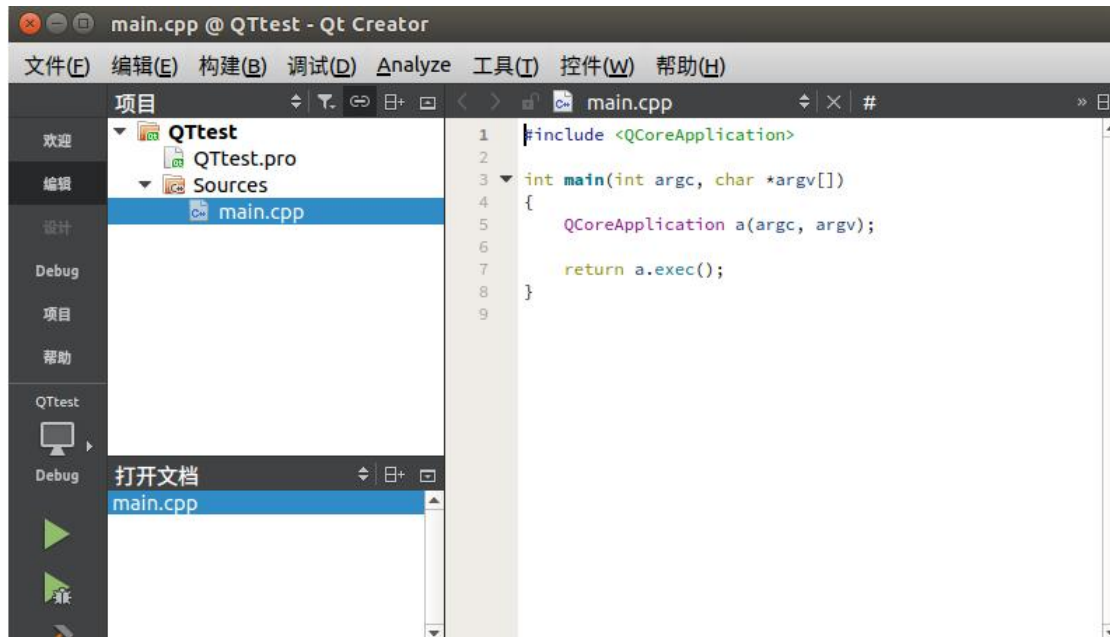 main.cpp @ QTtest - Qt Creator
文件(F) 编辑(E) 构建(B) 调试(D) Analyze 工具(T) 控件(W) 帮助(H)
项目
main.cpp
#
欢迎
编辑
设计
Debug
项目
帮助
QTtest
Debug
QTtest
QTtest.pro
Sources
main.cpp
打开文档
main.cpp
1 #include <QCoreApplication>
2
3 int main(int argc, char *argv[])
4 {
5 QCoreApplication a(argc, argv);
6
7 return a.exec();
8 }
9